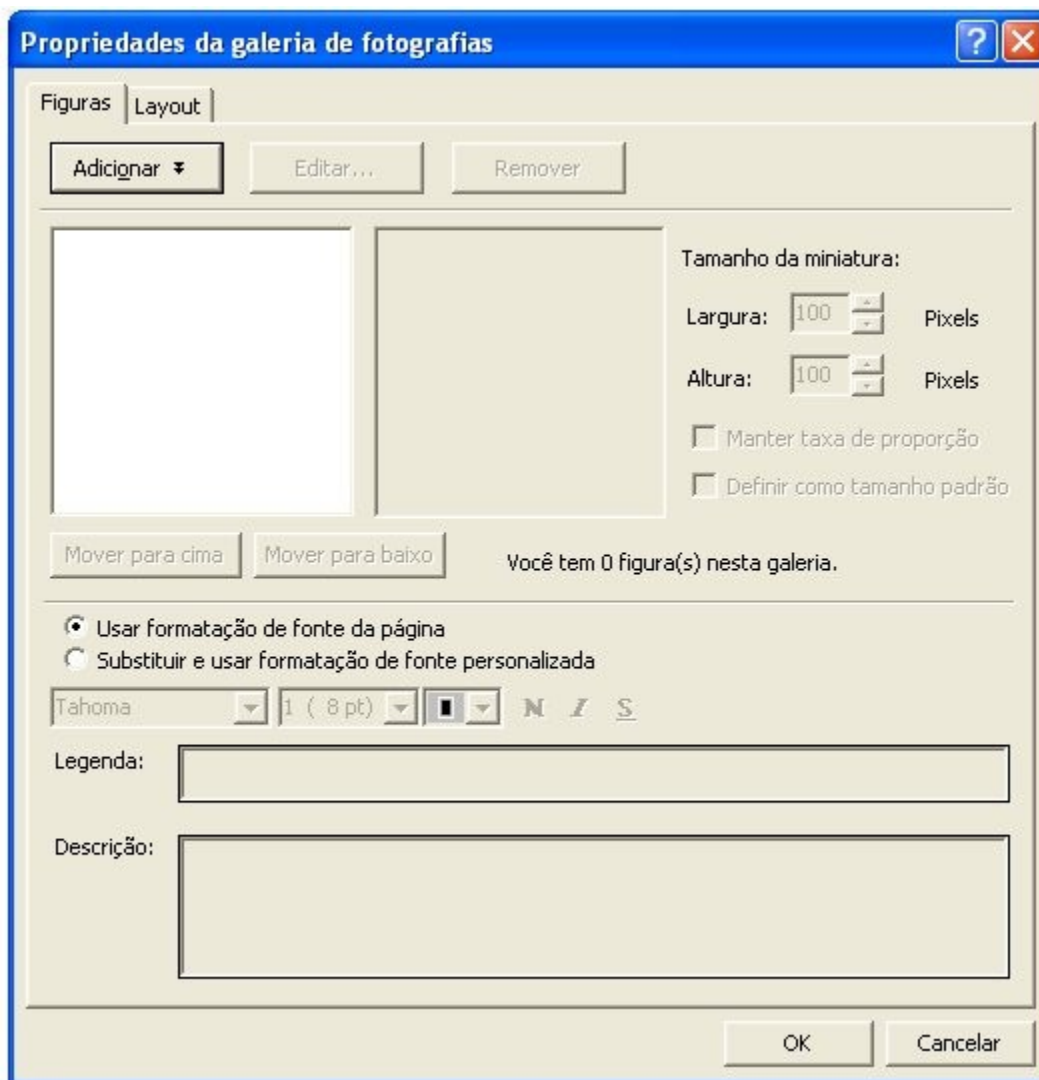 Propriedades da galeria de fotografias
Figuras Layout
Adicionar Editar... Remover
Tamanho da miniatura:
Largura: 100 Pixels
Altura: 100 Pixels
Manter taxa de proporção
Definir como tamanho padrão
Mover para cima Mover para baixo Você tem 0 figura(s) nesta galeria.
Usar formatação de fonte da página
Substituir e usar formatação de fonte personalizada
Tahoma 1 ( 8 pt) N I S
Legenda:
Descrição:
OK Cancelar